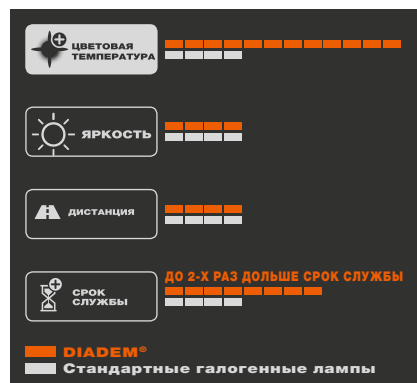 ЦВЕТОВАЯ
ТЕМПЕРАТУРА
ЯРКОСТЬ
ДИСТАНЦИЯ
ДО 2-Х РАЗ ДОЛЬШЕ СРОК СЛУЖБЫ
СРОК
СЛУЖБЫ
DIADEM®
Стандартные галогенные лампы